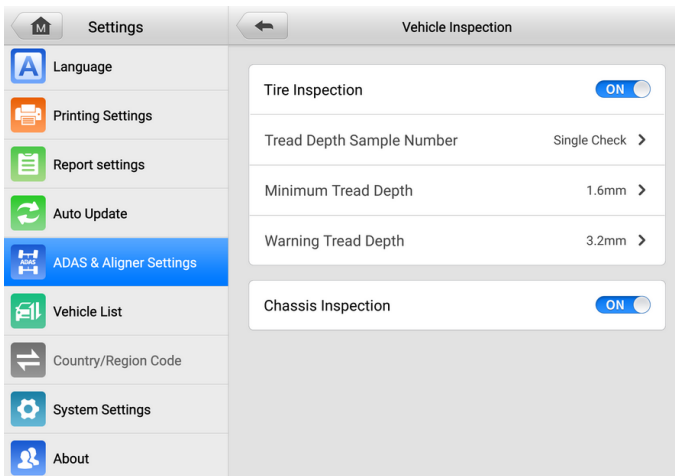 M
Settings
Vehicle Inspection
A
Language
Printing Settings
Report settings
Auto Update
ADAS
ADAS & Aligner Settings
Vehicle List
Country/Region Code
System Settings
About
Tire Inspection ON
Tread Depth Sample Number Single Check
Minimum Tread Depth 1.6mm
Warning Tread Depth 3.2mm
Chassis Inspection ON